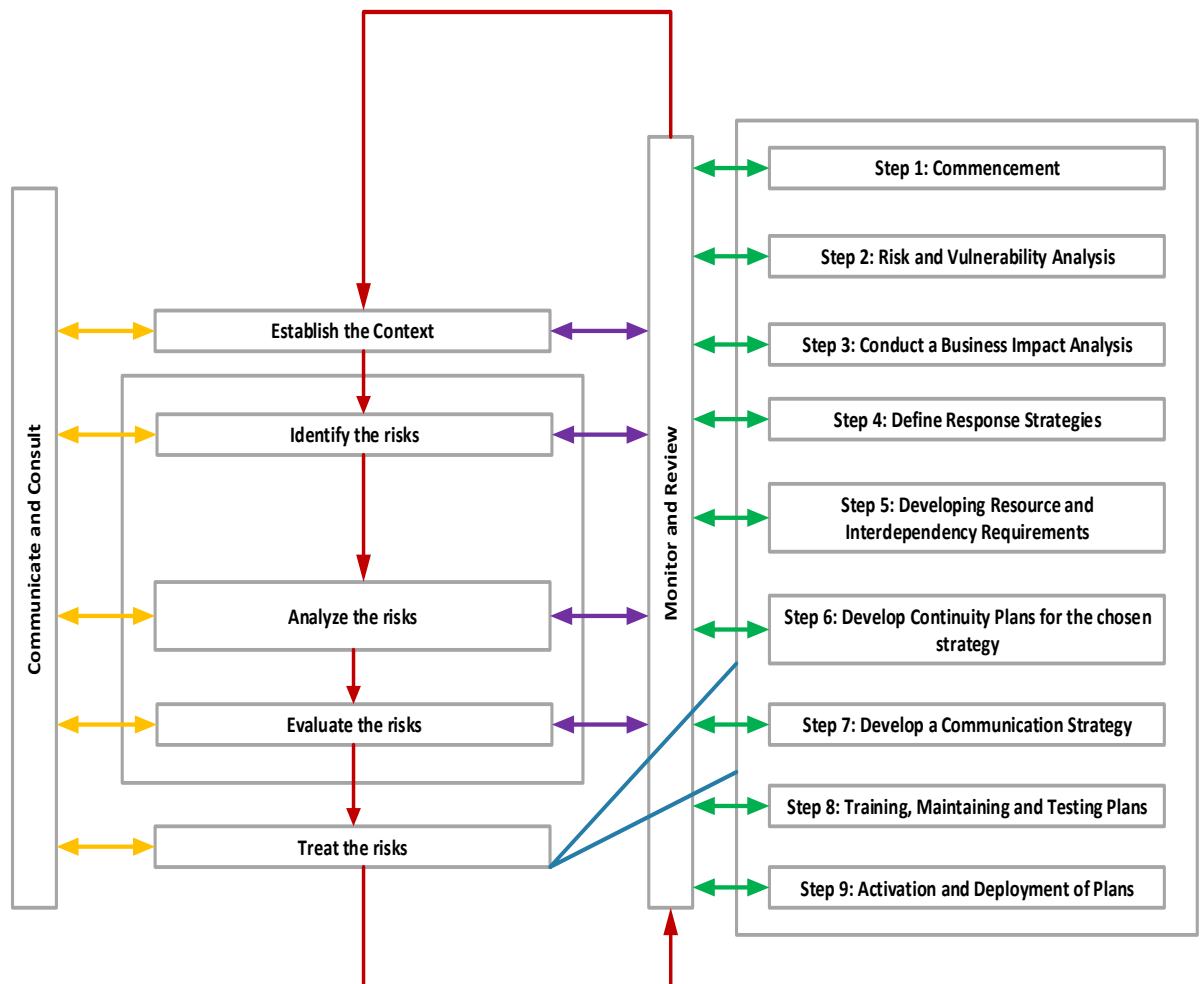 Communicate and Consult
Establish the Context
Identify the risks
Analyze the risks
Evaluate the risks
Treat the risks
Monitor and Review
Step 1: Commencement
Step 2: Risk and Vulnerability Analysis
Step 3: Conduct a Business Impact Analysis
Step 4: Define Response Strategies
Step 5: Developing Resource and
Interdependency Requirements
Step 6: Develop Continuity Plans for the chosen
strategy
Step 7: Develop a Communication Strategy
Step 8: Training, Maintaining and Testing Plans
Step 9: Activation and Deployment of Plans